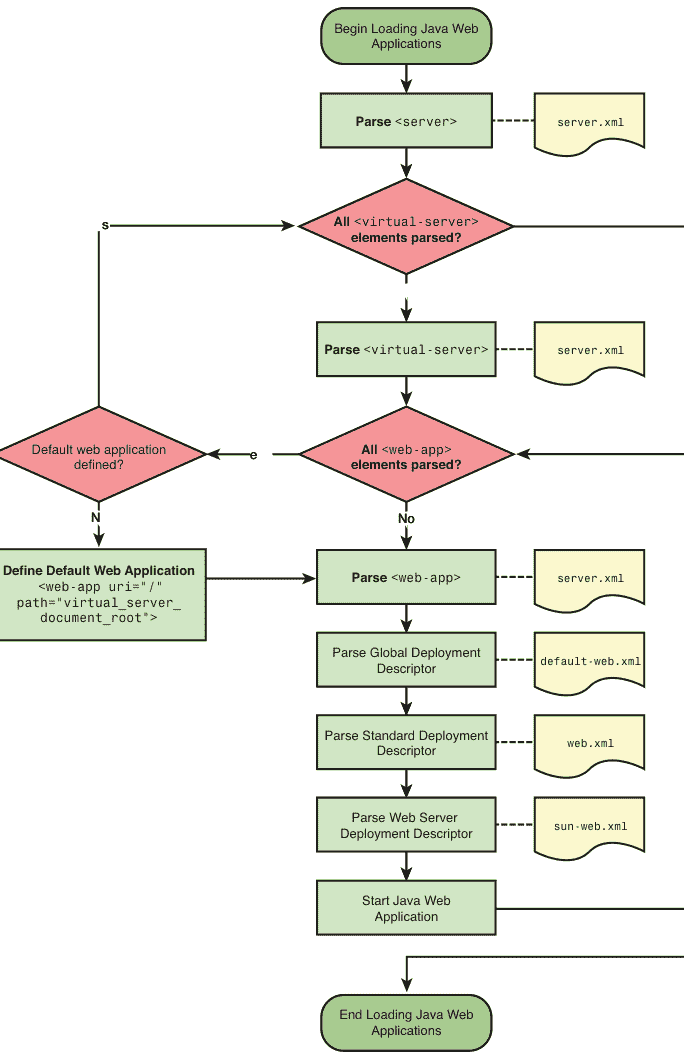 Begin Loading Java Web
Applications
Parse <server>
server.xml
s
All <virtual-server>
elements parsed?
Parse <virtual-server>
server.xml
Default web application
defined?
e
All <web-app>
elements parsed?
N
No
Define Default Web Application
<web-app uri="/"
path="virtual_server_
document_root">
Parse <web-app>
server.xml
Parse Global Deployment
Descriptor
default-web.xml
Parse Standard Deployment
Descriptor
web.xml
Parse Web Server
Deployment Descriptor
sun-web.xml
Start Java Web
Application
End Loading Java Web
Applications